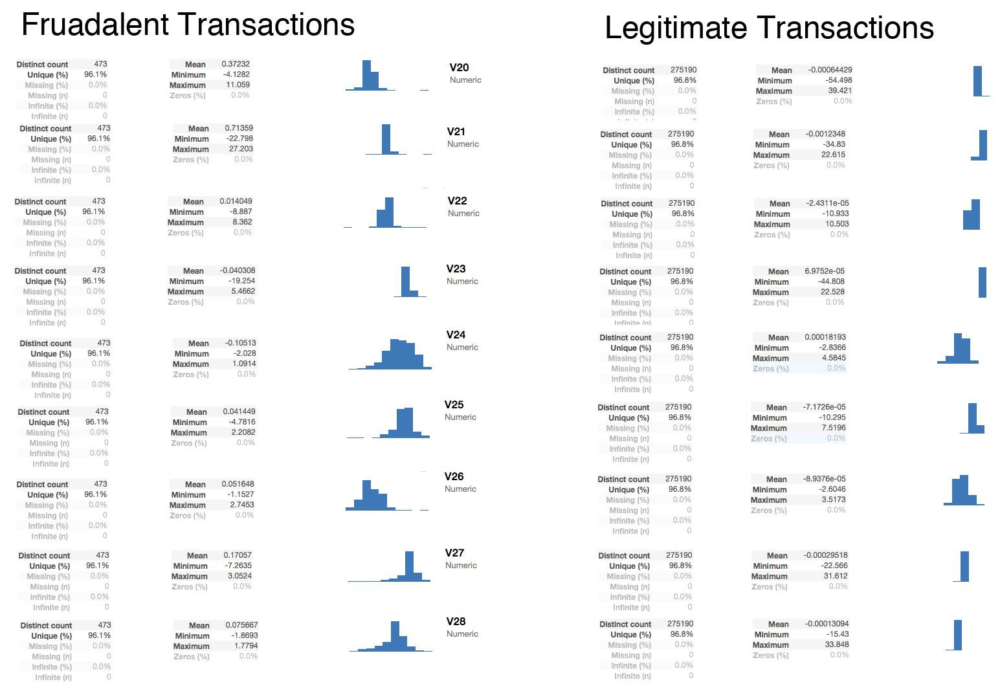 Fruadalent Transactions
Distinct count 473
Unique (%) 96.1%
Missing (%) 0.0%
Missing (n) 0
Infinite (%) 0.0%
Infinite (n) 0
Mean 0.37232
Minimum -4.1282
Maximum 11.059
Zeros (%) 0.0%
V20
Numeric
Distinct count 473
Unique (%) 96.1%
Missing (%) 0.0%
Missing (n) 0
Infinite (%) 0.0%
Infinite (n) 0
Mean 0.71359
Minimum -22.798
Maximum 27.203
Zeros (%) 0.0%
V21
Numeric
Distinct count 473
Unique (%) 96.1%
Missing (%) 0.0%
Missing (n) 0
Infinite (%) 0.0%
Infinite (n) 0
Mean 0.014049
Minimum -8.887
Maximum 8.362
Zeros (%) 0.0%
V22
Numeric
Distinct count 473
Unique (%) 96.1%
Missing (%) 0.0%
Missing (n) 0
Infinite (%) 0.0%
Infinite (n) 0
Mean -0.040308
Minimum -19.254
Maximum 5.4662
Zeros (%) 0.0%
V23
Numeric
Distinct count 473
Unique (%) 96.1%
Missing (%) 0.0%
Missing (n) 0
Infinite (%) 0.0%
Infinite (n) 0
Mean -0.10513
Minimum -2.028
Maximum 1.0914
Zeros (%) 0.0%
V24
Numeric
Distinct count 473
Unique (%) 96.1%
Missing (%) 0.0%
Missing (n) 0
Infinite (%) 0.0%
Infinite (n) 0
Mean 0.041449
Minimum -4.7816
Maximum 2.2082
Zeros (%) 0.0%
V25
Numeric
Distinct count 473
Unique (%) 96.1%
Missing (%) 0.0%
Missing (n) 0
Infinite (%) 0.0%
Infinite (n) 0
Mean 0.051648
Minimum -1.1527
Maximum 2.7453
Zeros (%) 0.0%
V26
Numeric
Distinct count 473
Unique (%) 96.1%
Missing (%) 0.0%
Missing (n) 0
Infinite (%) 0.0%
Infinite (n) 0
Mean 0.17057
Minimum -7.2635
Maximum 3.0524
Zeros (%) 0.0%
V27
Numeric
Distinct count 473
Unique (%) 96.1%
Missing (%) 0.0%
Missing (n) 0
Infinite (%) 0.0%
Infinite (n) 0
Mean 0.075667
Minimum -1.8693
Maximum 1.7794
Zeros (%) 0.0%
V28
Numeric
Legitimate Transactions
Distinct count 275190
Unique (%) 96.8%
Missing (%) 0.0%
Missing (n) 0
Infinite (%) 0.0%
Mean -0.00064429
Minimum -54.498
Maximum 39.421
Zeros (%) 0.0%
Distinct count 275190
Unique (%) 96.8%
Missing (%) 0.0%
Missing (n) 0
Infinite (%) 0.0%
Infinite (n) 0
Mean -0.0012348
Minimum -34.83
Maximum 22.615
Zeros (%) 0.0%
Distinct count 275190
Unique (%) 96.8%
Missing (%) 0.0%
Missing (n) 0
Infinite (%) 0.0%
Infinite (n) 0
Mean -2.4311e-05
Minimum -10.933
Maximum 10.503
Zeros (%) 0.0%
Distinct count 275190
Unique (%) 96.8%
Missing (%) 0.0%
Missing (n) 0
Infinite (%) 0.0%
Infinite (n) 0
Mean 6.9752e-05
Minimum -44.808
Maximum 22.528
Zeros (%) 0.0%
Distinct count 275190
Unique (%) 96.8%
Missing (%) 0.0%
Missing (n) 0
Infinite (%) 0.0%
Infinite (n) 0
Mean 0.00018193
Minimum -2.8366
Maximum 4.5845
Zeros (%) 0.0%
Distinct count 275190
Unique (%) 96.8%
Missing (%) 0.0%
Missing (n) 0
Infinite (%) 0.0%
Infinite (n) 0
Mean -7.1726e-05
Minimum -10.295
Maximum 7.5196
Zeros (%) 0.0%
Distinct count 275190
Unique (%) 96.8%
Missing (%) 0.0%
Missing (n) 0
Infinite (%) 0.0%
Infinite (n) 0
Mean -8.9376e-05
Minimum -2.6046
Maximum 3.5173
Zeros (%) 0.0%
Distinct count 275190
Unique (%) 96.8%
Missing (%) 0.0%
Missing (n) 0
Infinite (%) 0.0%
Infinite (n) 0
Mean -0.00029518
Minimum -22.566
Maximum 31.612
Zeros (%) 0.0%
Distinct count 275190
Unique (%) 96.8%
Missing (%) 0.0%
Missing (n) 0
Infinite (%) 0.0%
Infinite (n) 0
Mean -0.00013094
Minimum -15.43
Maximum 33.848
Zeros (%) 0.0%